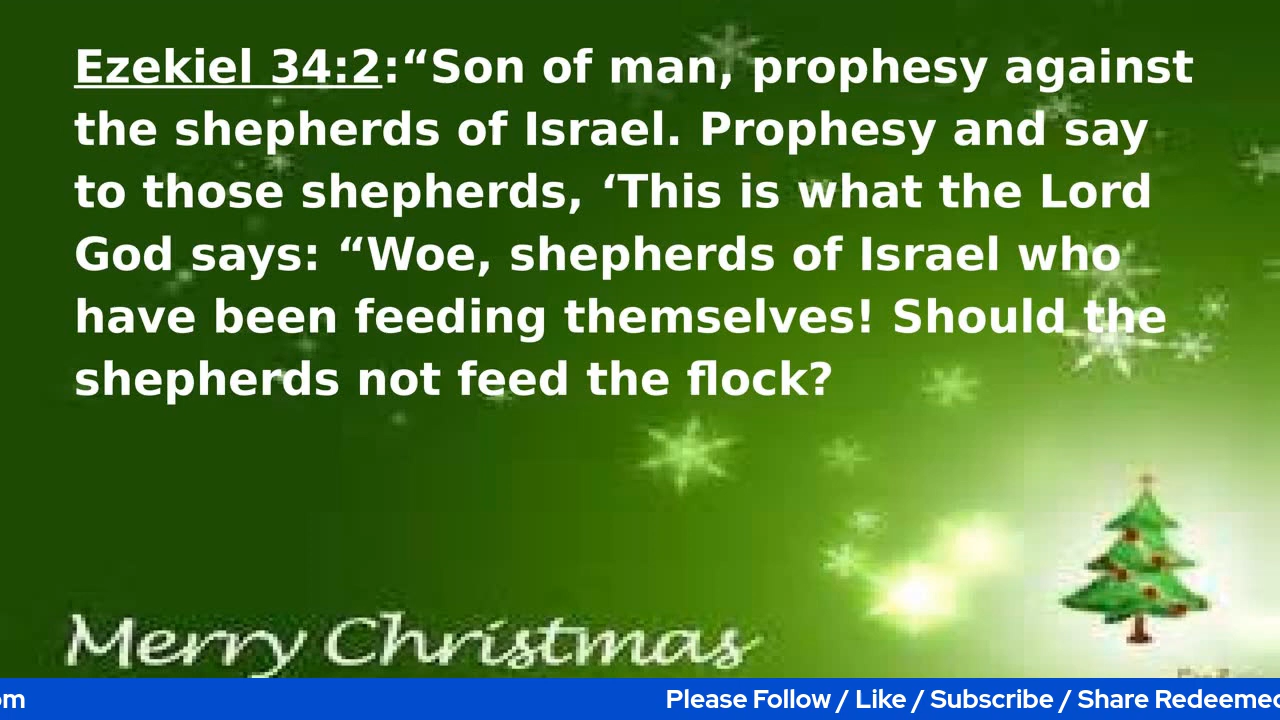 Ezekiel 34:2:“Son of man, prophesy against
the shepherds of Israel. Prophesy and say
to those shepherds, ‘This is what the Lord
God says: “Woe, shepherds of Israel who
have been feeding themselves! Should the
shepherds not feed the flock?
Merry Christmas
om
Please Follow / Like / Subscribe / Share Redeemed